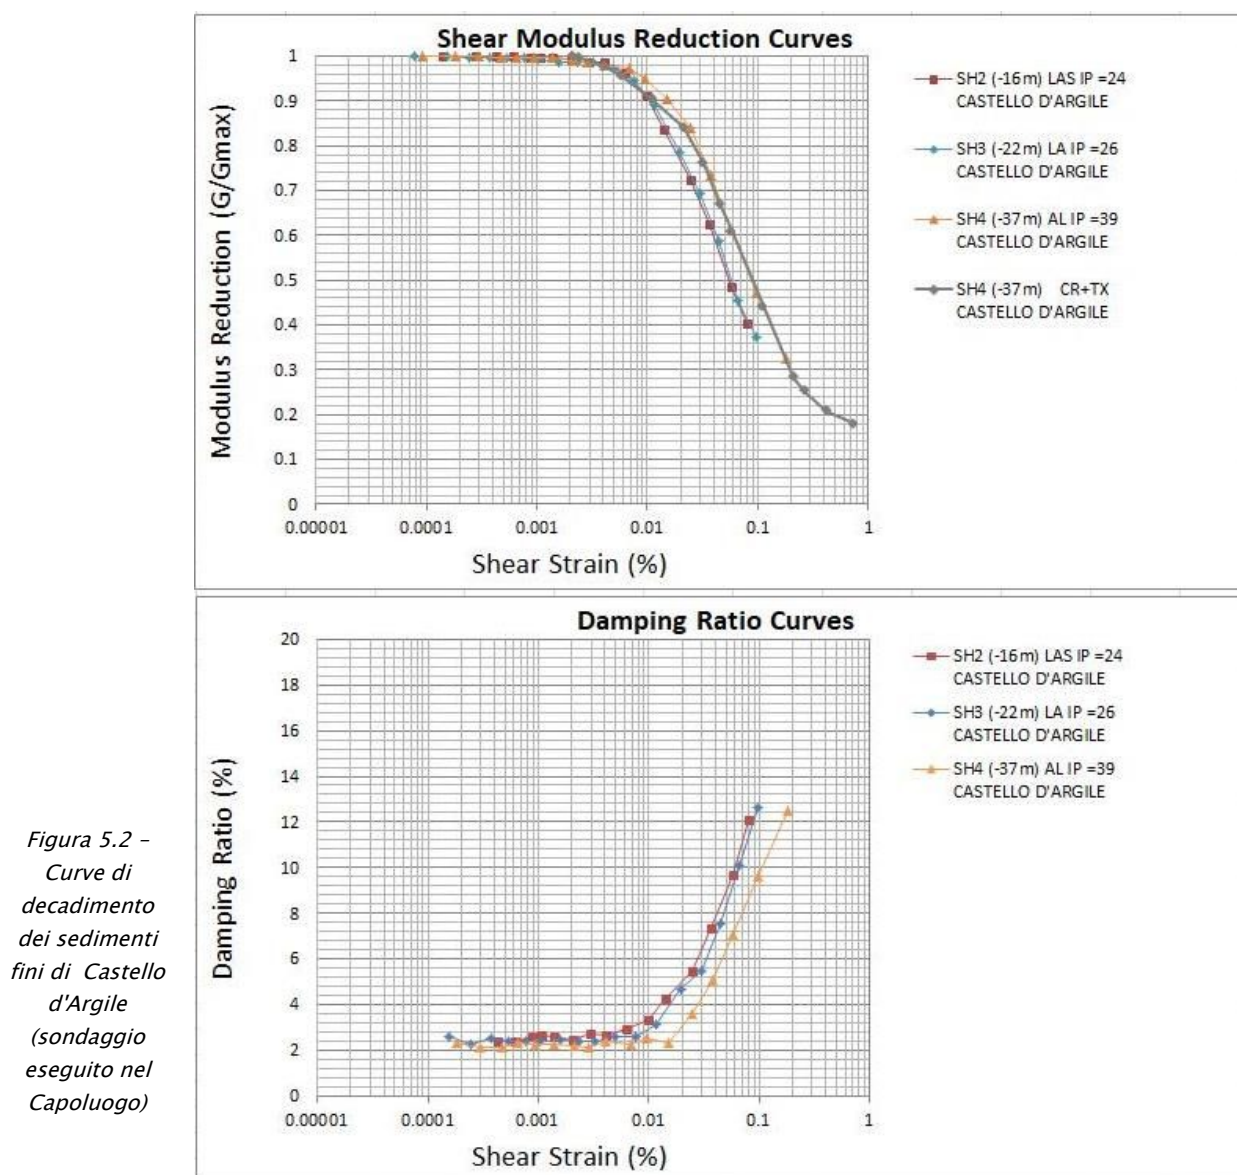 Shear Modulus Reduction Curves
Modulus Reduction (G/Gmax)
1
0.9
0.8
0.7
0.6
0.5
0.4
0.3
0.2
0.1
0
0.00001 0.0001 0.001 0.01 0.1 1
Shear Strain (%)
SH2 (-16m) LAS IP =24
CASTELLO D'ARGILE
SH3 (-22m) LA IP =26
CASTELLO D'ARGILE
SH4 (-37m) AL IP =39
CASTELLO D'ARGILE
SH4 (-37m) CR+TX
CASTELLO D'ARGILE
Damping Ratio Curves
Damping Ratio (%)
20
18
16
14
12
10
8
6
4
2
0
0.00001 0.0001 0.001 0.01 0.1 1
Shear Strain (%)
SH2 (-16m) LAS IP =24
CASTELLO D'ARGILE
SH3 (-22m) LA IP =26
CASTELLO D'ARGILE
SH4 (-37m) AL IP =39
CASTELLO D'ARGILE
Figura 5.2 –
Curve di
decadimento
dei sedimenti
fini di Castello
d'Argile
(sondaggio
eseguito nel
Capoluogo)